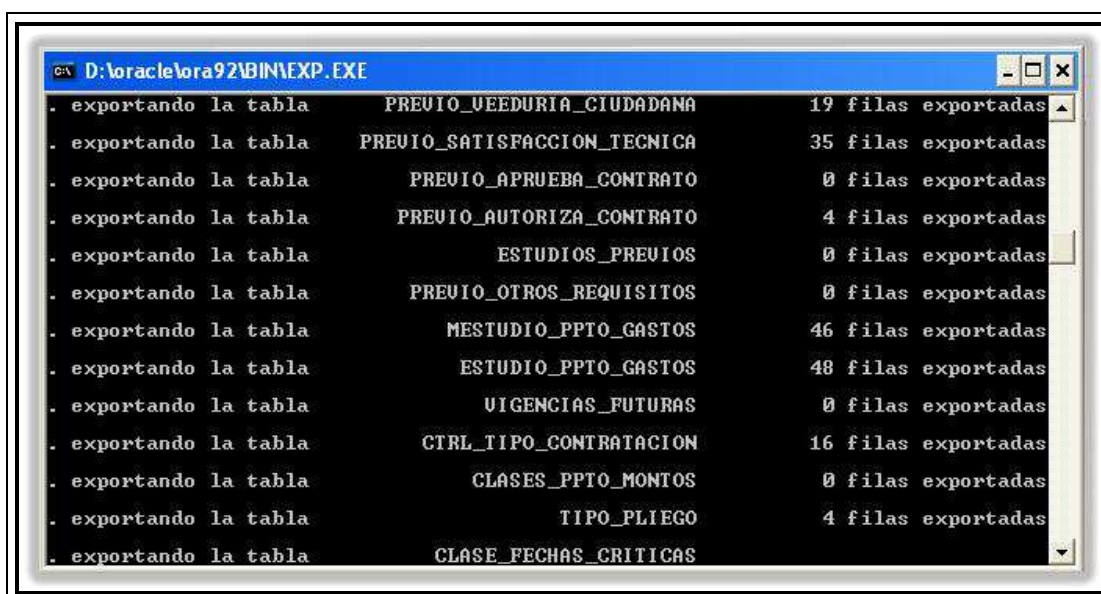 D:\oracle\ora92\BIN\EXP.EXE
. exportando la tabla PREVIO_VEEDURIA_CIUDADANA 19 filas exportadas
. exportando la tabla PREVIO_SATISFACCION_TECNICA 35 filas exportadas
. exportando la tabla PREVIO_APRUEBA_CONTRATO 0 filas exportadas
. exportando la tabla PREVIO_AUTORIZA_CONTRATO 4 filas exportadas
. exportando la tabla ESTUDIOS_PREVIOS 0 filas exportadas
. exportando la tabla PREVIO_OTROS_REQUISITOS 0 filas exportadas
. exportando la tabla MESTUDIO_PPTO_GASTOS 46 filas exportadas
. exportando la tabla ESTUDIO_PPTO_GASTOS 48 filas exportadas
. exportando la tabla VIGENCIAS_FUTURAS 0 filas exportadas
. exportando la tabla CTRL_TIPO_CONTRATACION 16 filas exportadas
. exportando la tabla CLASES_PPTO_MONTOS 0 filas exportadas
. exportando la tabla TIPO_PLIEGO 4 filas exportadas
. exportando la tabla CLASE_FECHAS_CRITICAS